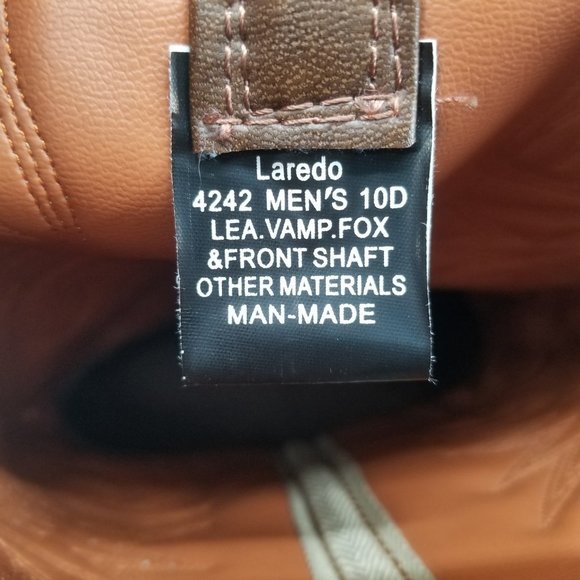 Laredo
4242 MEN'S 10D
LEA.VAMP.FOX
&FRONT SHAFT
OTHER MATERIALS
MAN-MADE